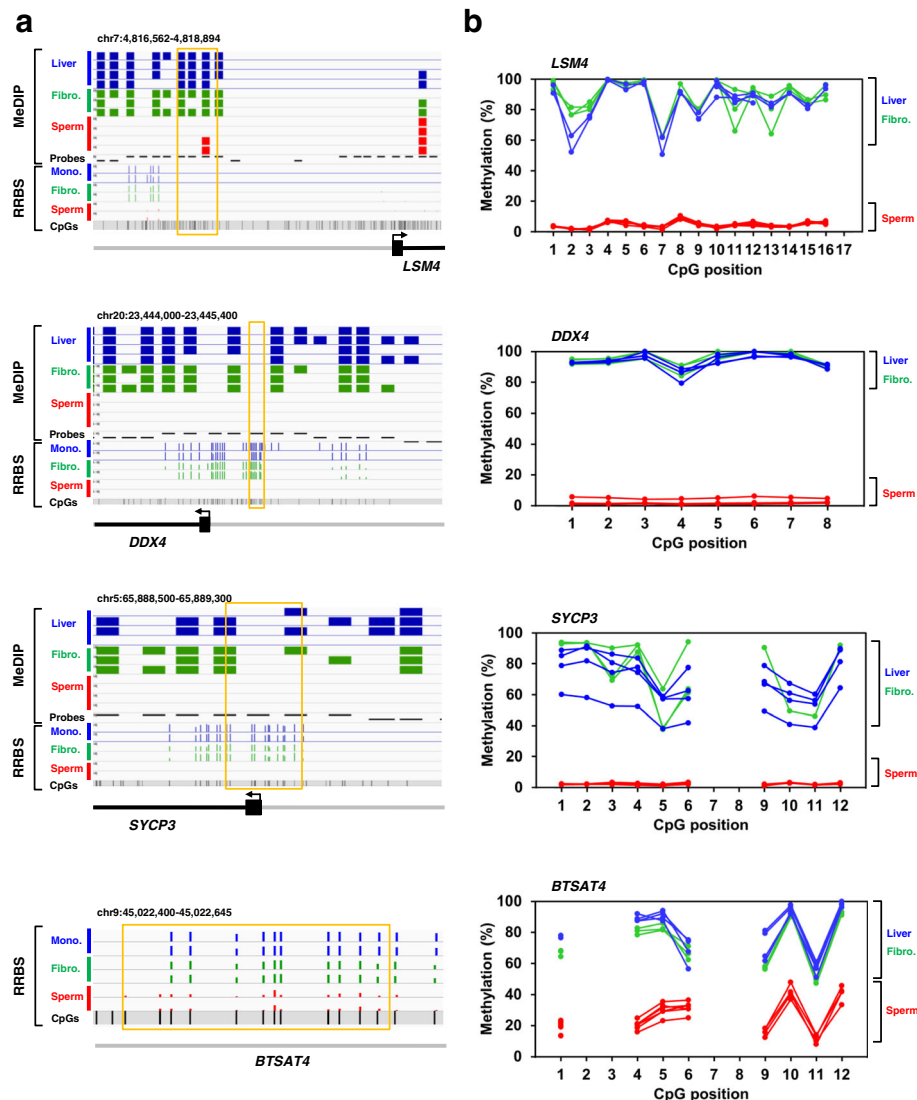 a
chr7:4,816,562-4,818,894
MeDIP
Liver
Fibro.
Sperm
Probes
RRBS
Mono.
Fibro.
Sperm
CpGs
LSM4
chr20:23,444,000-23,445,400
MeDIP
Liver
Fibro.
Sperm
Probes
RRBS
Mono.
Fibro.
Sperm
CpGs
DDX4
chr5:65,888,500-65,889,300
MeDIP
Liver
Fibro.
Sperm
Probes
RRBS
Mono.
Fibro.
Sperm
CpGs
SYCP3
chr9:45,022,400-45,022,645
RRBS
Mono.
Fibro.
Sperm
CpGs
BTSAT4
b
LSM4
Methylation (%)
100
80
60
40
20
0
1 2 3 4 5 6 7 8 9 10 11 12 13 14 15 16 17
CpG position
Liver
Fibro.
Sperm
DDX4
Methylation (%)
100
80
60
40
20
0
1 2 3 4 5 6 7 8
CpG position
Liver
Fibro.
Sperm
SYCP3
Methylation (%)
100
80
60
40
20
0
1 2 3 4 5 6 7 8 9 10 11 12
CpG position
Liver
Fibro.
Sperm
BTSAT4
Methylation (%)
100
80
60
40
20
0
1 2 3 4 5 6 7 8 9 10 11 12
CpG position
Liver
Fibro.
Sperm